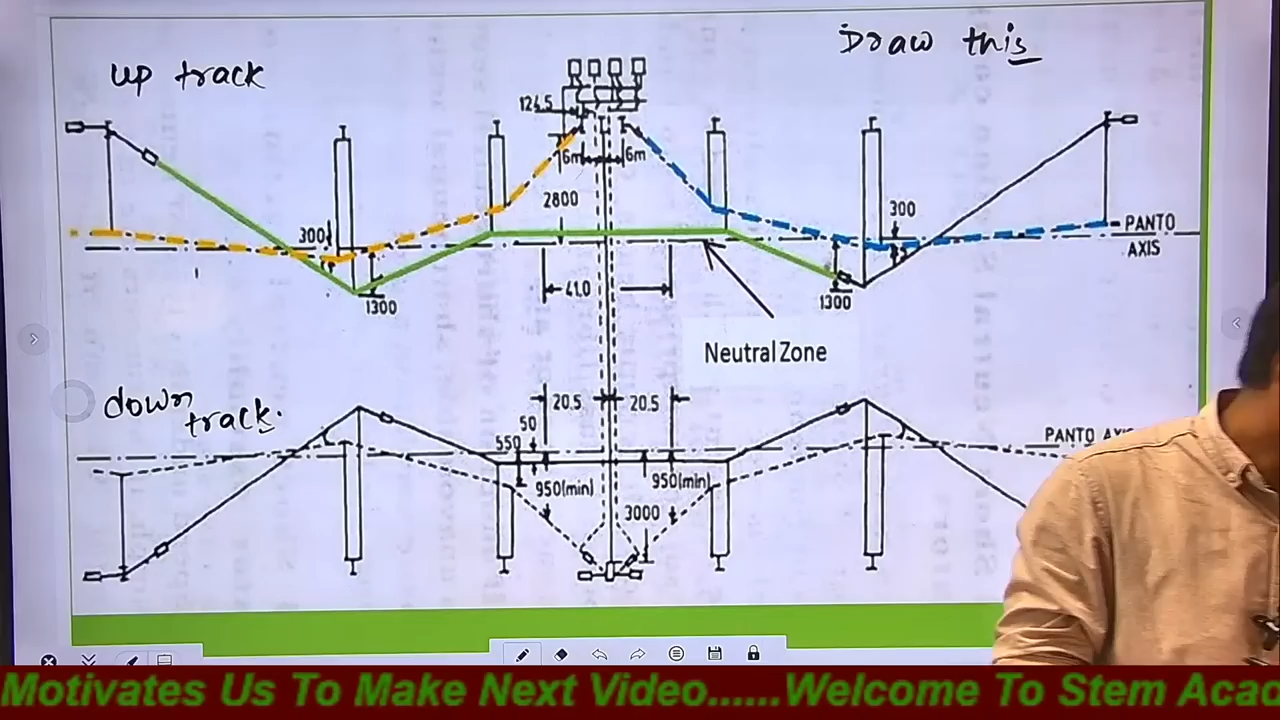 up track
Draw this
124.5
6m
6m
2800
300
300
PANTO
AXIS
41.0
1300
1300
Neutral Zone
down
track.
20.5
20.5
50
550
PANTO
950(min)
950(min)
3000
Motivates Us To Make Next Video......Welcome To Stem